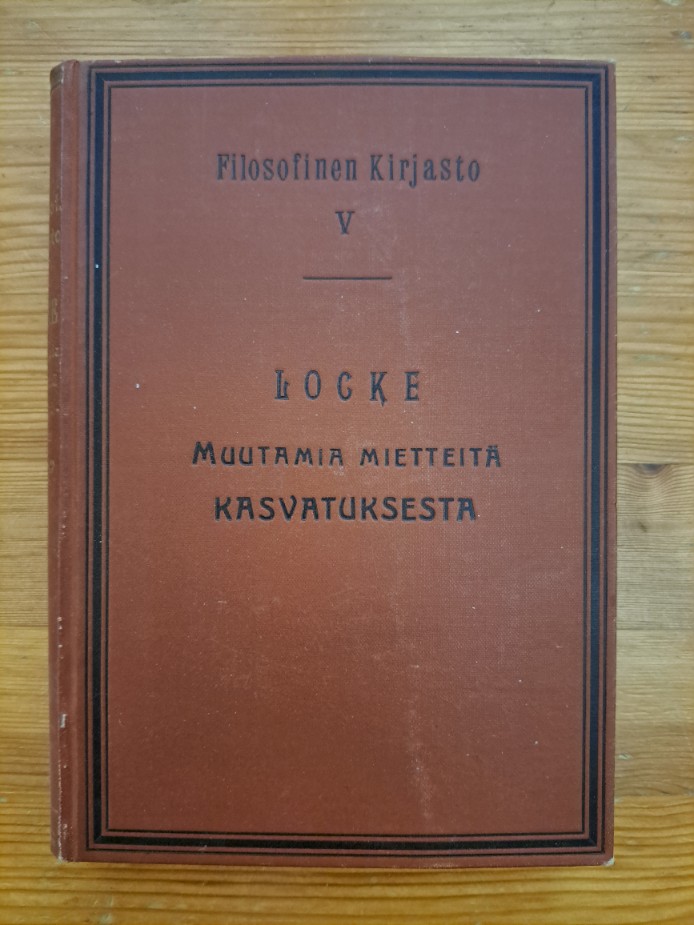 Filosofinen Kirjasto
V
LOCKE
MUUTAMIA MIETTEITÄ
KASVATUKSESTA